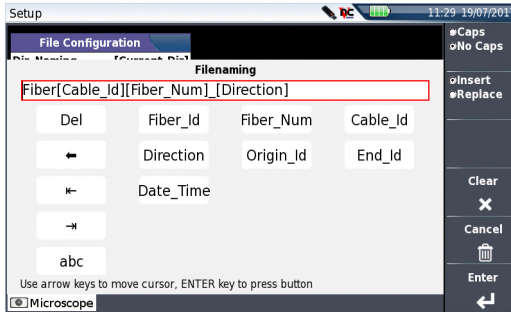 Setup
11:29 19/07/201
File Configuration
Filenaming
Fiber[Cable_Id][Fiber_Num]_[Direction]
Del Fiber_Id Fiber_Num Cable_Id
Direction Origin_Id End_Id
Date_Time
abc
Use arrow keys to move cursor, ENTER key to press button
Microscope
Caps
No Caps
Insert
Replace
Clear
Cancel
Enter